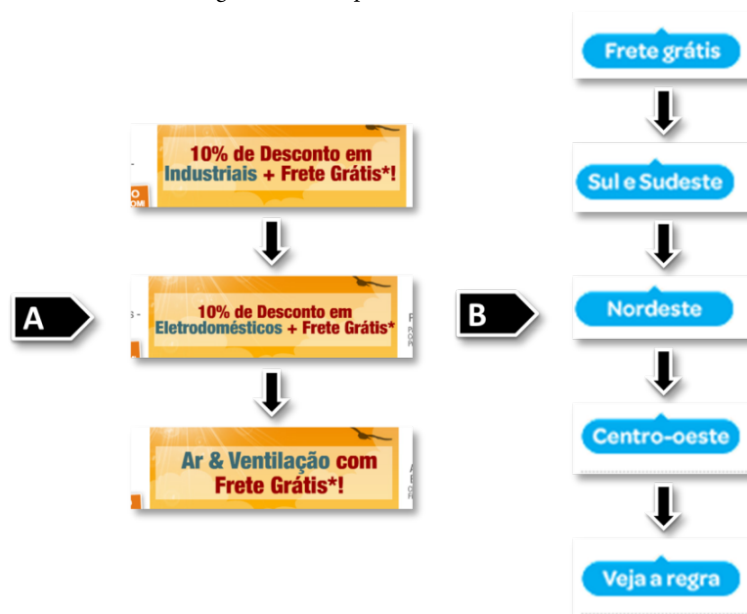 Frete grátis
10% de Desconto em
Industriais + Frete Grátis*!
Sul e Sudeste
A
10% de Desconto em
Eletrodomésticos + Frete Grátis*
B
Nordeste
Ar & Ventilação com
Frete Grátis*!
Centro-oeste
Veja a regra